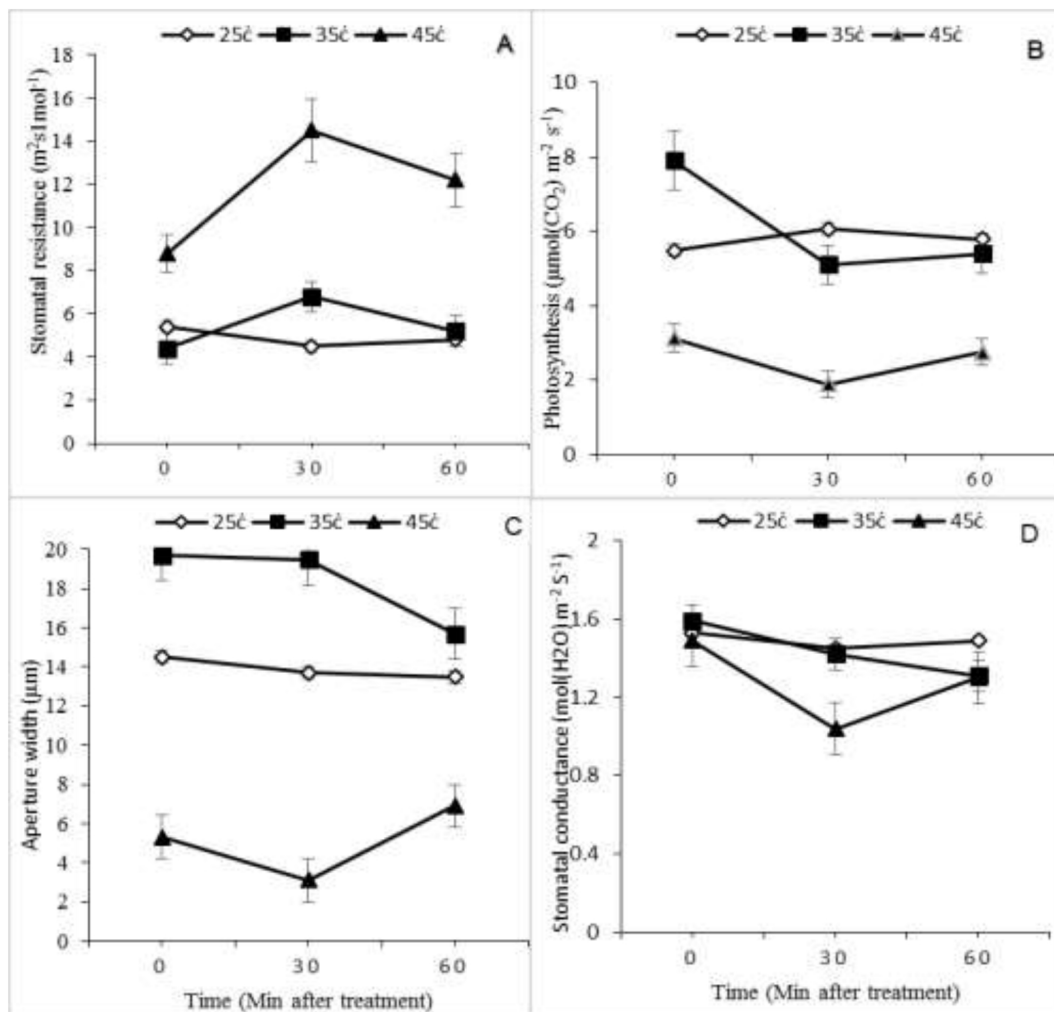 25ċ 35ċ 45ċ
A
Stomatal resistance (m²s1mol⁻¹)
18
16
14
12
10
8
6
4
2
0
0 30 60
25ċ 35ċ 45ċ
B
Photosynthesis (µmol(CO₂) m⁻² s⁻¹)
10
8
6
4
2
0
0 30 60
25ċ 35ċ 45ċ
C
Aperture width (µm)
20
18
16
14
12
10
8
6
4
2
0
0 30 60
Time (Min after treatment)
25ċ 35ċ 45ċ
D
Stomatal conductance (mol(H2O) m⁻² S⁻¹)
2
1.6
1.2
0.8
0.4
0
0 30 60
Time (Min after treatment)